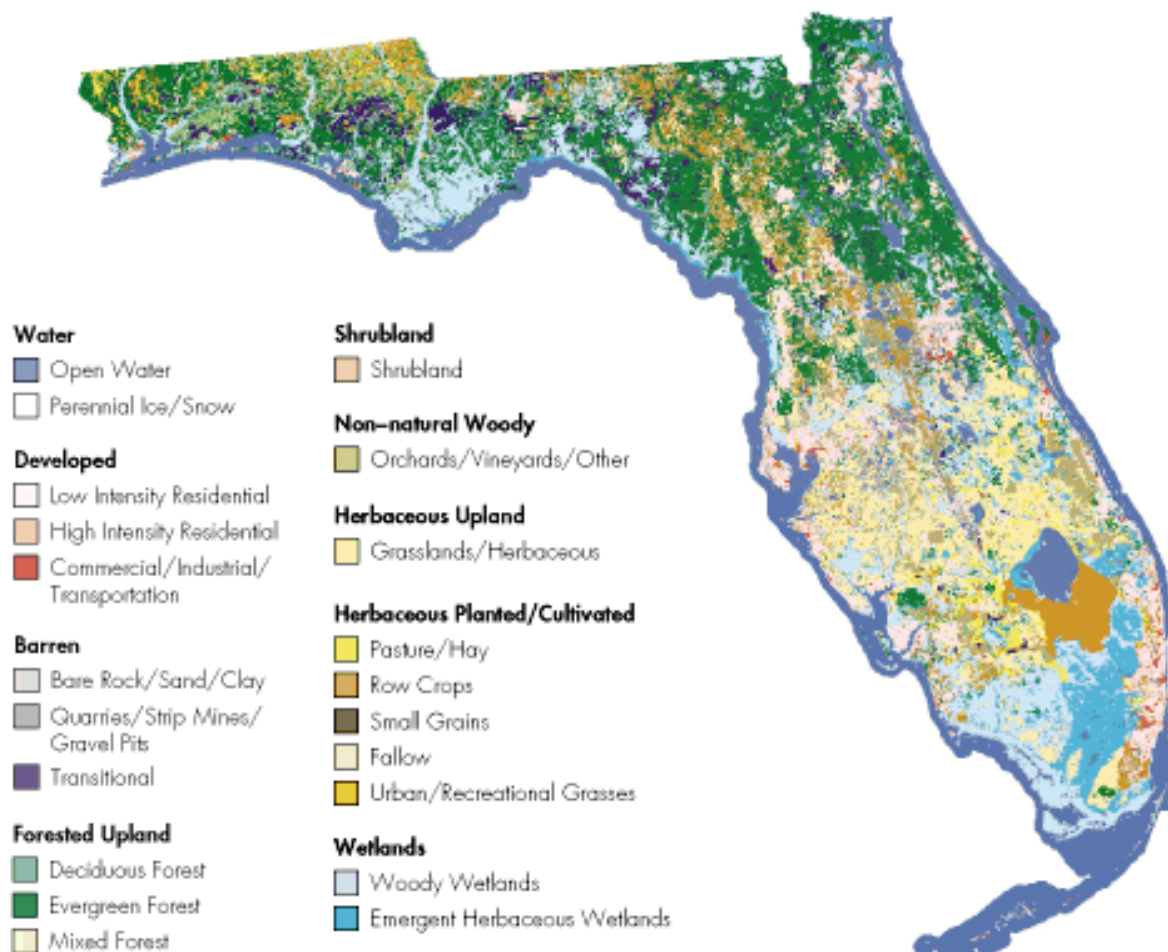 Water
Open Water
Perennial Ice/Snow
Developed
Low Intensity Residential
High Intensity Residential
Commercial/Industrial/
Transportation
Barren
Bare Rock/Sand/Clay
Quarries/Strip Mines/
Gravel Pits
Transitional
Forested Upland
Deciduous Forest
Evergreen Forest
Mixed Forest
Shrubland
Shrubland
Non–natural Woody
Orchards/Vineyards/Other
Herbaceous Upland
Grasslands/Herbaceous
Herbaceous Planted/Cultivated
Pasture/Hay
Row Crops
Small Grains
Fallow
Urban/Recreational Grasses
Wetlands
Woody Wetlands
Emergent Herbaceous Wetlands